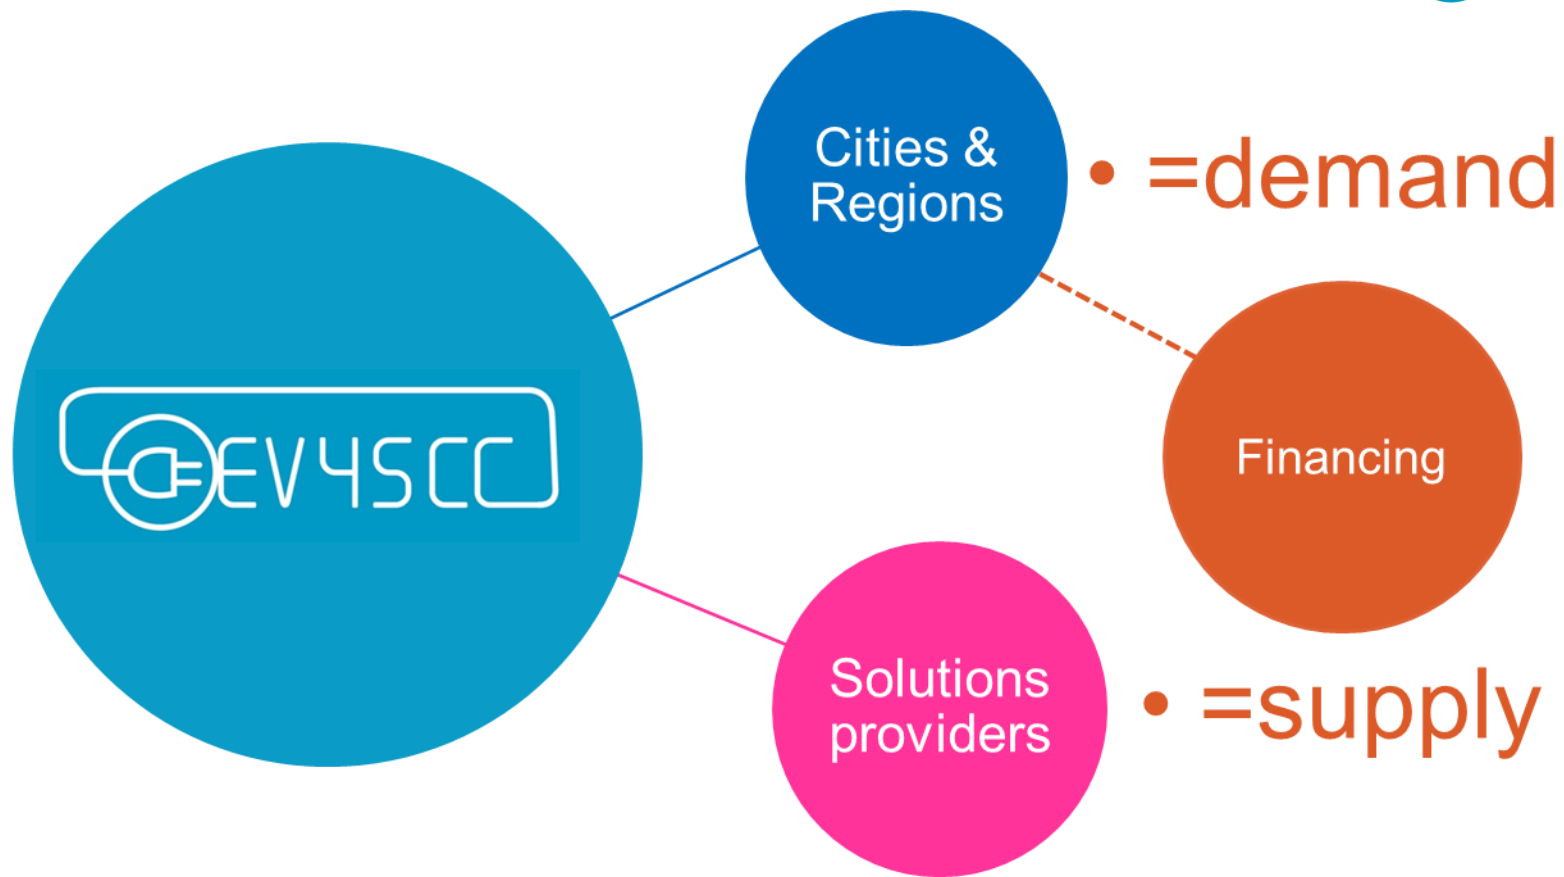 Cities &
Regions
• =demand
EV4SCC
Financing
Solutions
providers
• =supply